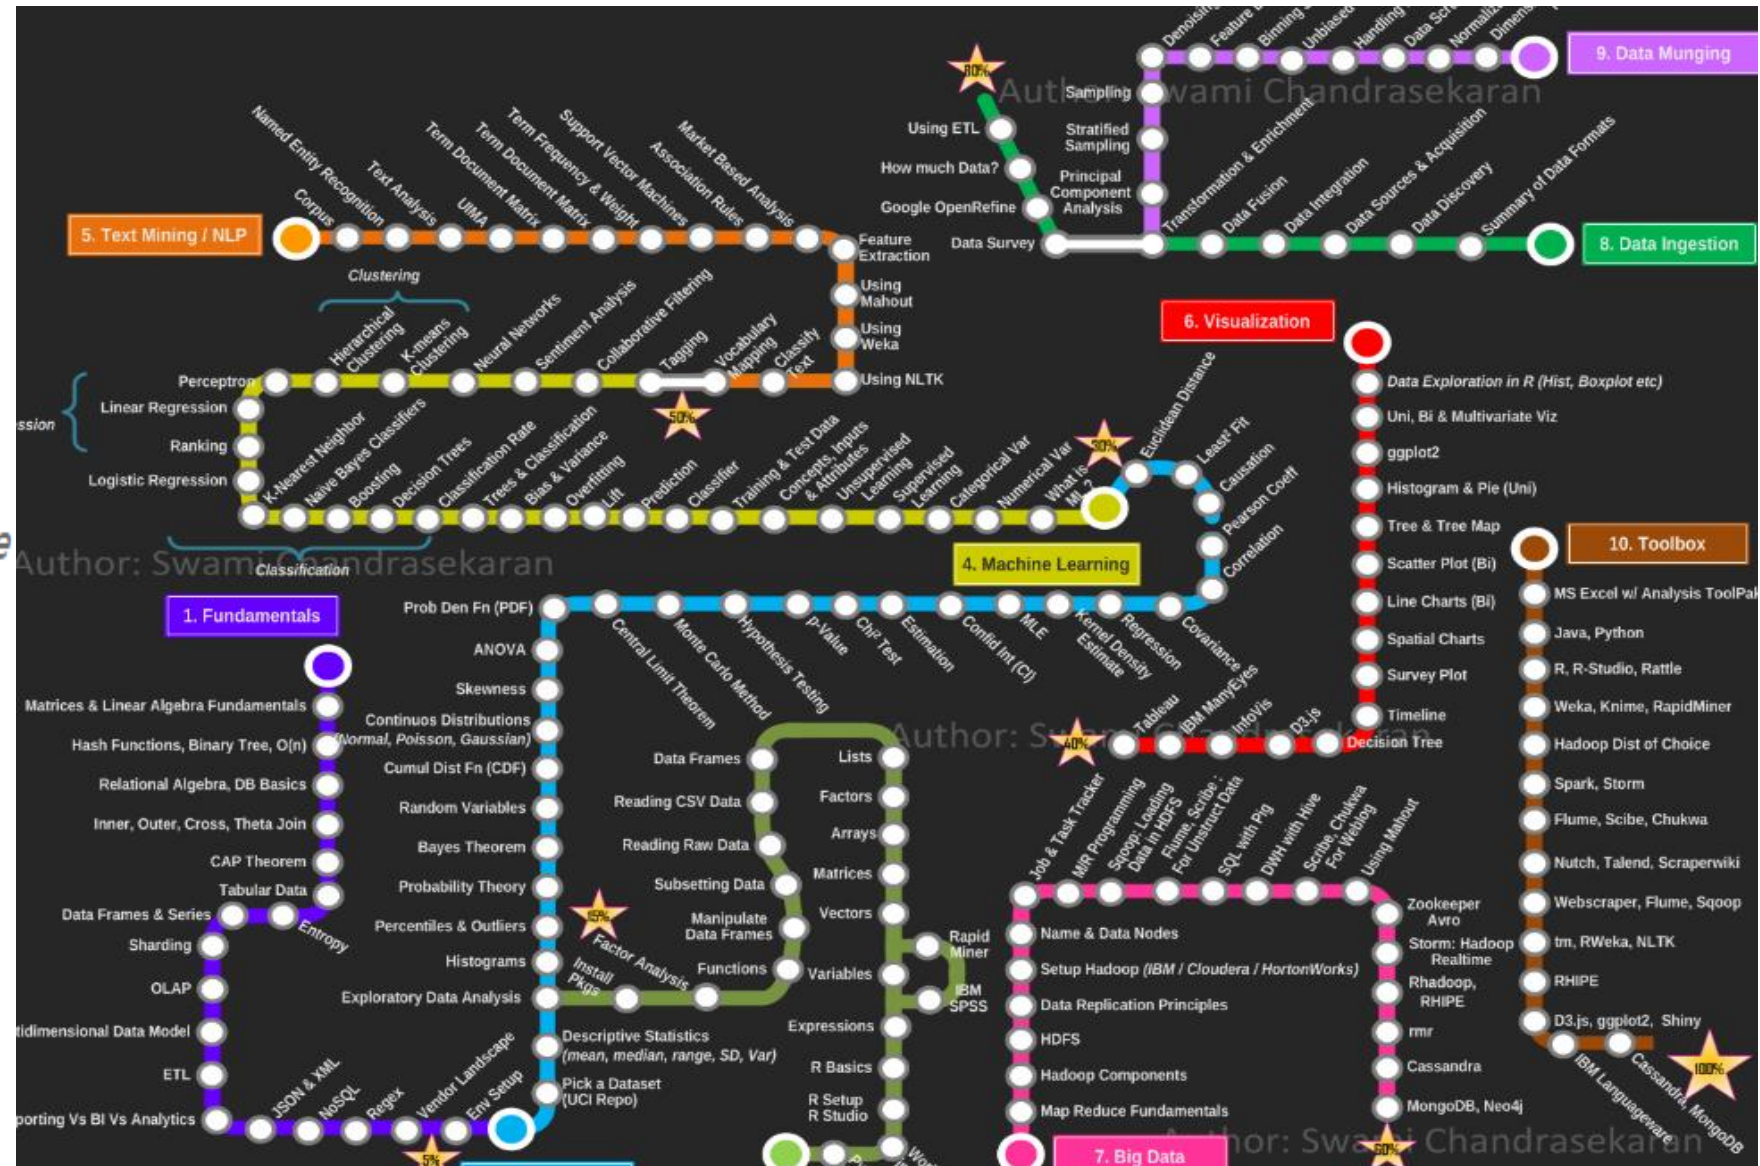 9. Data Munging
Denoising
Feature
Binning
Unbiased
Handling
Data
Sampling
Stratified
Sampling
Principal
Component
Analysis
80%
Using ETL
How much Data?
Google OpenRefine
Data Survey
Transformation & Enrichment
Data Fusion
Data Integration
Data Sources & Acquisition
Data Discovery
Summary of Data Formats
8. Data Ingestion
5. Text Mining / NLP
Corpus
Named Entity Recognition
Text Analysis
UIMA
Term Document Matrix
Term Document Matrix
Term Frequency & Weight
Support Vector Machines
Association Rules
Market Based Analysis
Feature
Extraction
Using
Mahout
Using
Weka
Using NLTK
Classify
Text
Vocabulary
Mapping
50%
Tagging
Collaborative Filtering
Sentiment Analysis
Neural Networks
Clustering
K-means
Clustering
Hierarchical
Clustering
Perceptron
Linear Regression
ssion
Ranking
Logistic Regression
K-Nearest Neighbor
Naive Bayes Classifiers
Boosting
Decision Trees
Classification
Classification Rate
Trees & Classification
Bias & Variance
Overfitting
Lift
Prediction
Classifier
Training & Test Data
Concepts, Inputs
& Attributes
Unsupervised
Learning
Supervised
Learning
Categorical Var
Numerical Var
What is
ML?
30%
4. Machine Learning
Euclidean Distance
Least² Fit
Causation
Pearson Coeff
Correlation
Covariance
Regression
Kernel Density
Estimate
MLE
Confid Int (CI)
Estimation
Chi² Test
p-Value
Hypothesis Testing
Monte Carlo Method
Central Limit Theorem
Prob Den Fn (PDF)
ANOVA
Skewness
Continuos Distributions
(Normal, Poisson, Gaussian)
Cumul Dist Fn (CDF)
Random Variables
Bayes Theorem
Probability Theory
Percentiles & Outliers
Histograms
Exploratory Data Analysis
Descriptive Statistics
(mean, median, range, SD, Var)
Pick a Dataset
(UCI Repo)
1. Fundamentals
Matrices & Linear Algebra Fundamentals
Hash Functions, Binary Tree, O(n)
Relational Algebra, DB Basics
Inner, Outer, Cross, Theta Join
CAP Theorem
Tabular Data
Entropy
Data Frames & Series
Sharding
OLAP
tidimensional Data Model
ETL
porting Vs BI Vs Analytics
JSON & XML
NoSQL
Regex
Vendor Landscape
Env Setup
5%
Install
Pkgs
Factor Analysis
Functions
Manipulate
Data Frames
Subsetting Data
Reading Raw Data
Reading CSV Data
Data Frames
Lists
Factors
Arrays
Matrices
Vectors
Variables
Rapid
Miner
IBM
SPSS
Expressions
R Basics
R Setup
R Studio
6. Visualization
Data Exploration in R (Hist, Boxplot etc)
Uni, Bi & Multivariate Viz
ggplot2
Histogram & Pie (Uni)
Tree & Tree Map
Scatter Plot (Bi)
Line Charts (Bi)
Spatial Charts
Survey Plot
Timeline
Decision Tree
D3.js
InfoVis
IBM ManyEyes
Tableau
40%
7. Big Data
Map Reduce Fundamentals
Hadoop Components
HDFS
Data Replication Principles
Setup Hadoop (IBM / Cloudera / HortonWorks)
Name & Data Nodes
Job & Task Tracker
M/R Programming
Sqoop: Loading
Data in HDFS
Flume, Scribe :
For Unstruct Data
SQL with Pig
DWH with Hive
Scribe, Chukwa
For Weblog
Using Mahout
Zookeeper
Avro
Storm: Hadoop
Realtime
Rhadoop,
RHIPE
rmr
Cassandra
MongoDB, Neo4j
60%
10. Toolbox
MS Excel w/ Analysis ToolPak
Java, Python
R, R-Studio, Rattle
Weka, Knime, RapidMiner
Hadoop Dist of Choice
Spark, Storm
Flume, Scibe, Chukwa
Nutch, Talend, Scraperwiki
Webscraper, Flume, Sqoop
tm, RWeka, NLTK
RHIPE
D3.js, ggplot2, Shiny
IBM Languageware
Cassandra, MongoDB
100%
Author: Swami Chandrasekaran
Author: Swami Chandrasekaran